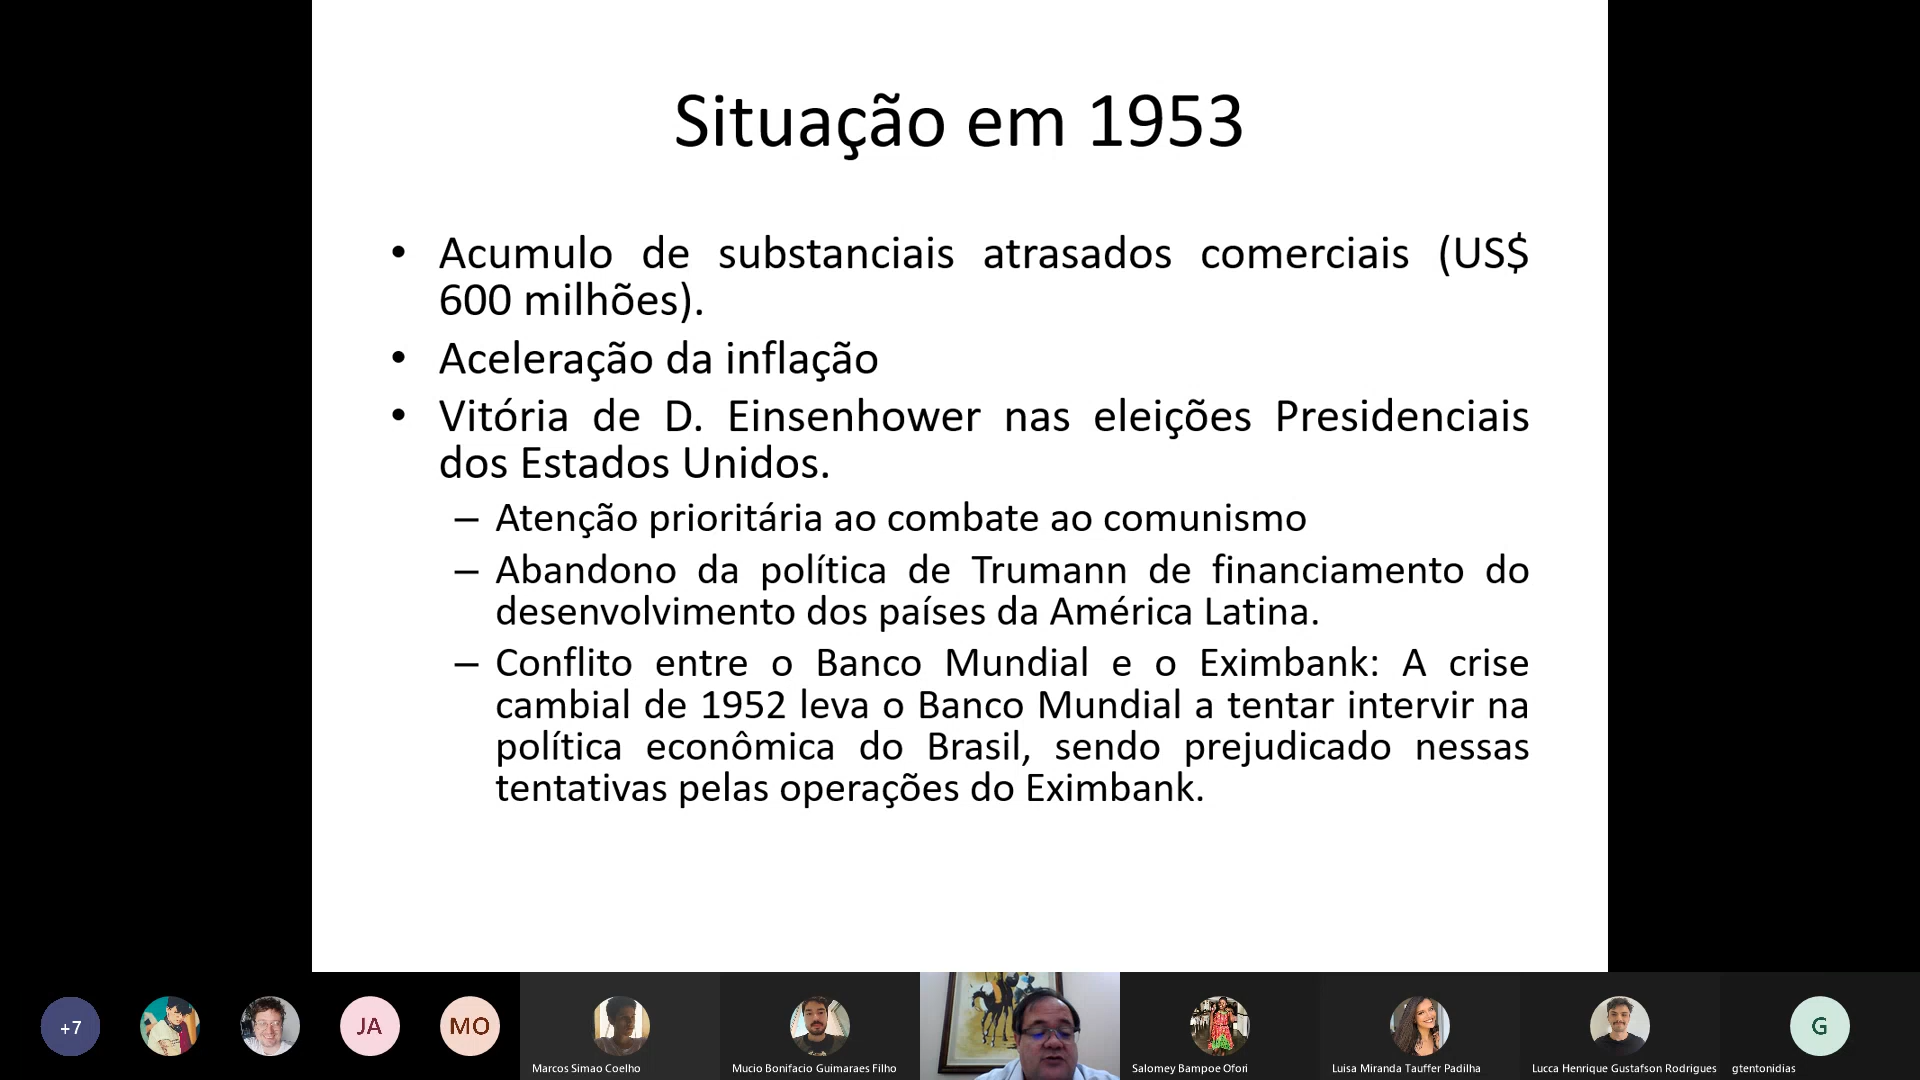 Situação em 1953
• Acumulo de substanciais atrasados comerciais (US$
600 milhões).
• Aceleração da inflação
• Vitória de D. Einsenhower nas eleições Presidenciais
dos Estados Unidos.
– Atenção prioritária ao combate ao comunismo
– Abandono da política de Trumann de financiamento do
desenvolvimento dos países da América Latina.
– Conflito entre o Banco Mundial e o Eximbank: A crise
cambial de 1952 leva o Banco Mundial a tentar intervir na
política econômica do Brasil, sendo prejudicado nessas
tentativas pelas operações do Eximbank.
+7
JA
MO
G
Marcos Simao Coelho
Mucio Bonifacio Guimaraes Filho
Salomey Bampoe Ofori
Luisa Miranda Tauffer Padilha
Lucca Henrique Gustafson Rodrigues
gtentonidias